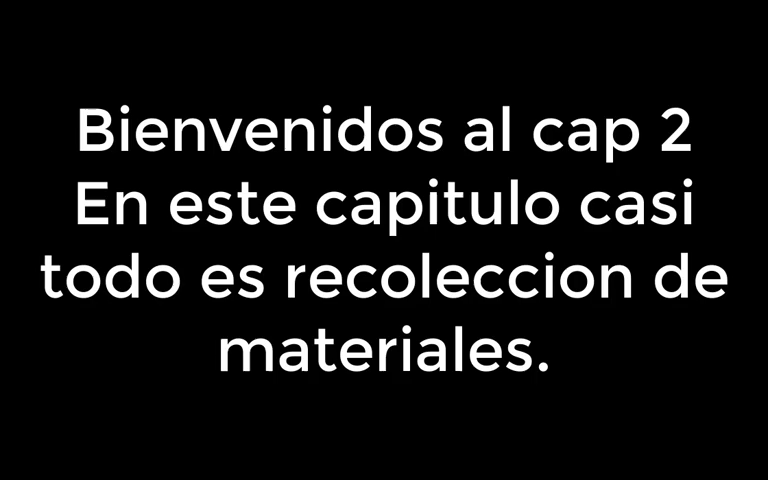 Bienvenidos al cap 2
En este capitulo casi
todo es recoleccion de
materiales.